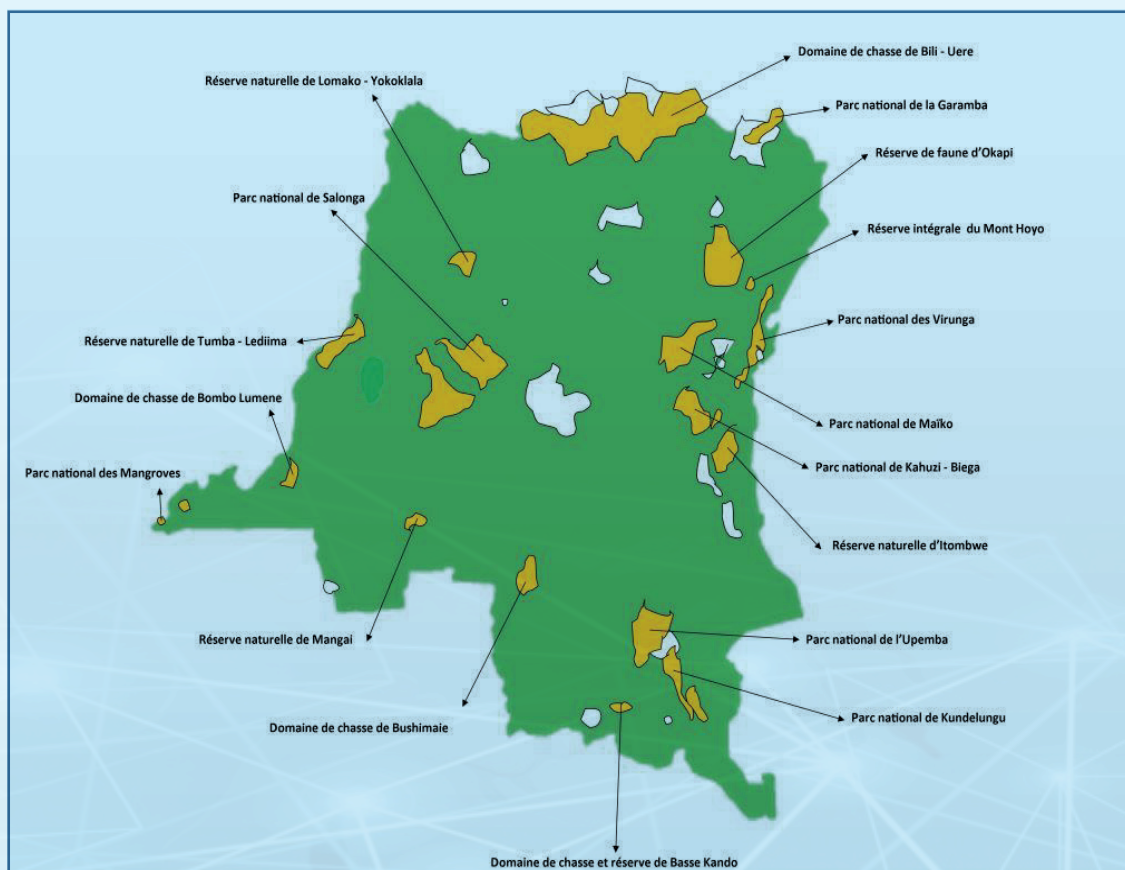 Domaine de chasse de Bili - Uere
Réserve naturelle de Lomako - Yokoklala
Parc national de la Garamba
Réserve de faune d'Okapi
Parc national de Salonga
Réserve intégrale du Mont Hoyo
Parc national des Virunga
Réserve naturelle de Tumba - Lediima
Domaine de chasse de Bombo Lumene
Parc national de Maïko
Parc national de Kahuzi - Biega
Parc national des Mangroves
Réserve naturelle d'Itombwe
Réserve naturelle de Mangai
Parc national de l'Upemba
Parc national de Kundelungu
Domaine de chasse de Bushimaie
Domaine de chasse et réserve de Basse Kando